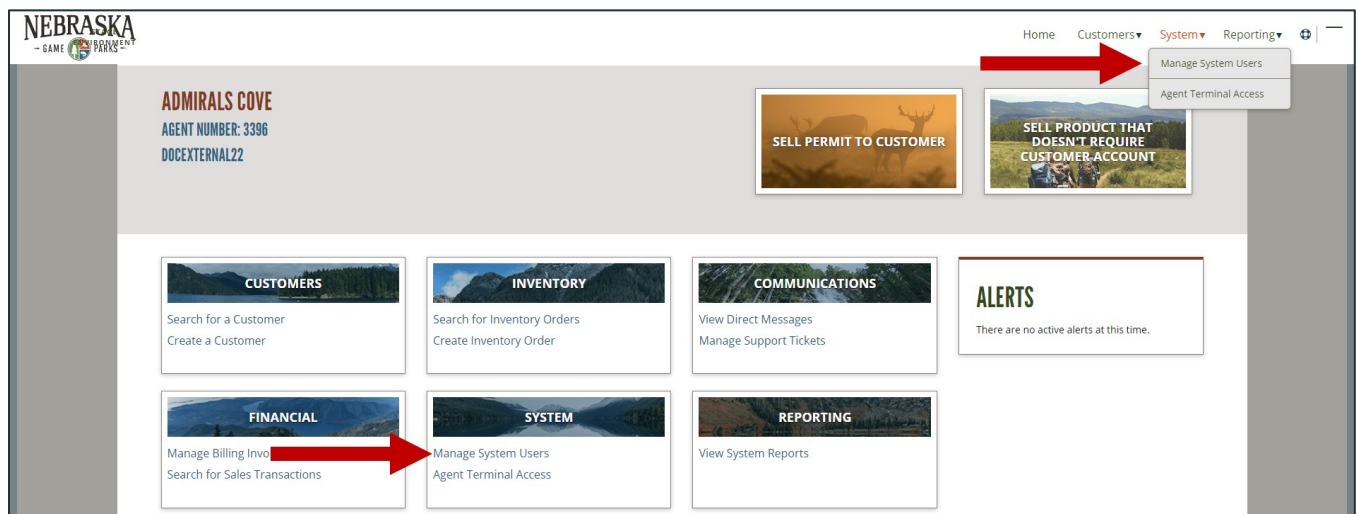 NEBRASKA
STATE
ENVIRONMENT
- GAME PARKS -
Home Customers▾ System▾ Reporting▾
Manage System Users
Agent Terminal Access
ADMIRALS COVE
AGENT NUMBER: 3396
DOCEXTERNAL22
SELL PERMIT TO CUSTOMER
SELL PRODUCT THAT
DOESN'T REQUIRE
CUSTOMER ACCOUNT
CUSTOMERS
Search for a Customer
Create a Customer
INVENTORY
Search for Inventory Orders
Create Inventory Order
COMMUNICATIONS
View Direct Messages
Manage Support Tickets
ALERTS
There are no active alerts at this time.
FINANCIAL
Manage Billing
Search for Sales Transactions
SYSTEM
Manage System Users
Agent Terminal Access
REPORTING
View System Reports